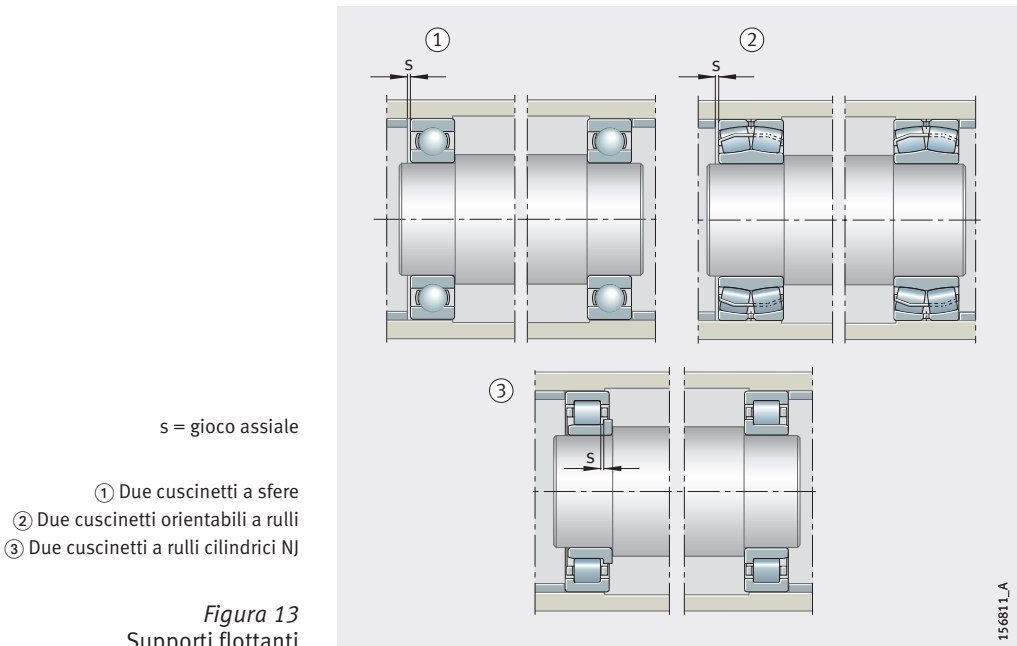 ①
s
②
s
③
s
s = gioco assiale
① Due cuscinetti a sfere
② Due cuscinetti orientabili a rulli
③ Due cuscinetti a rulli cilindrici NJ
Figura 13
Supporti flottanti
156811_A